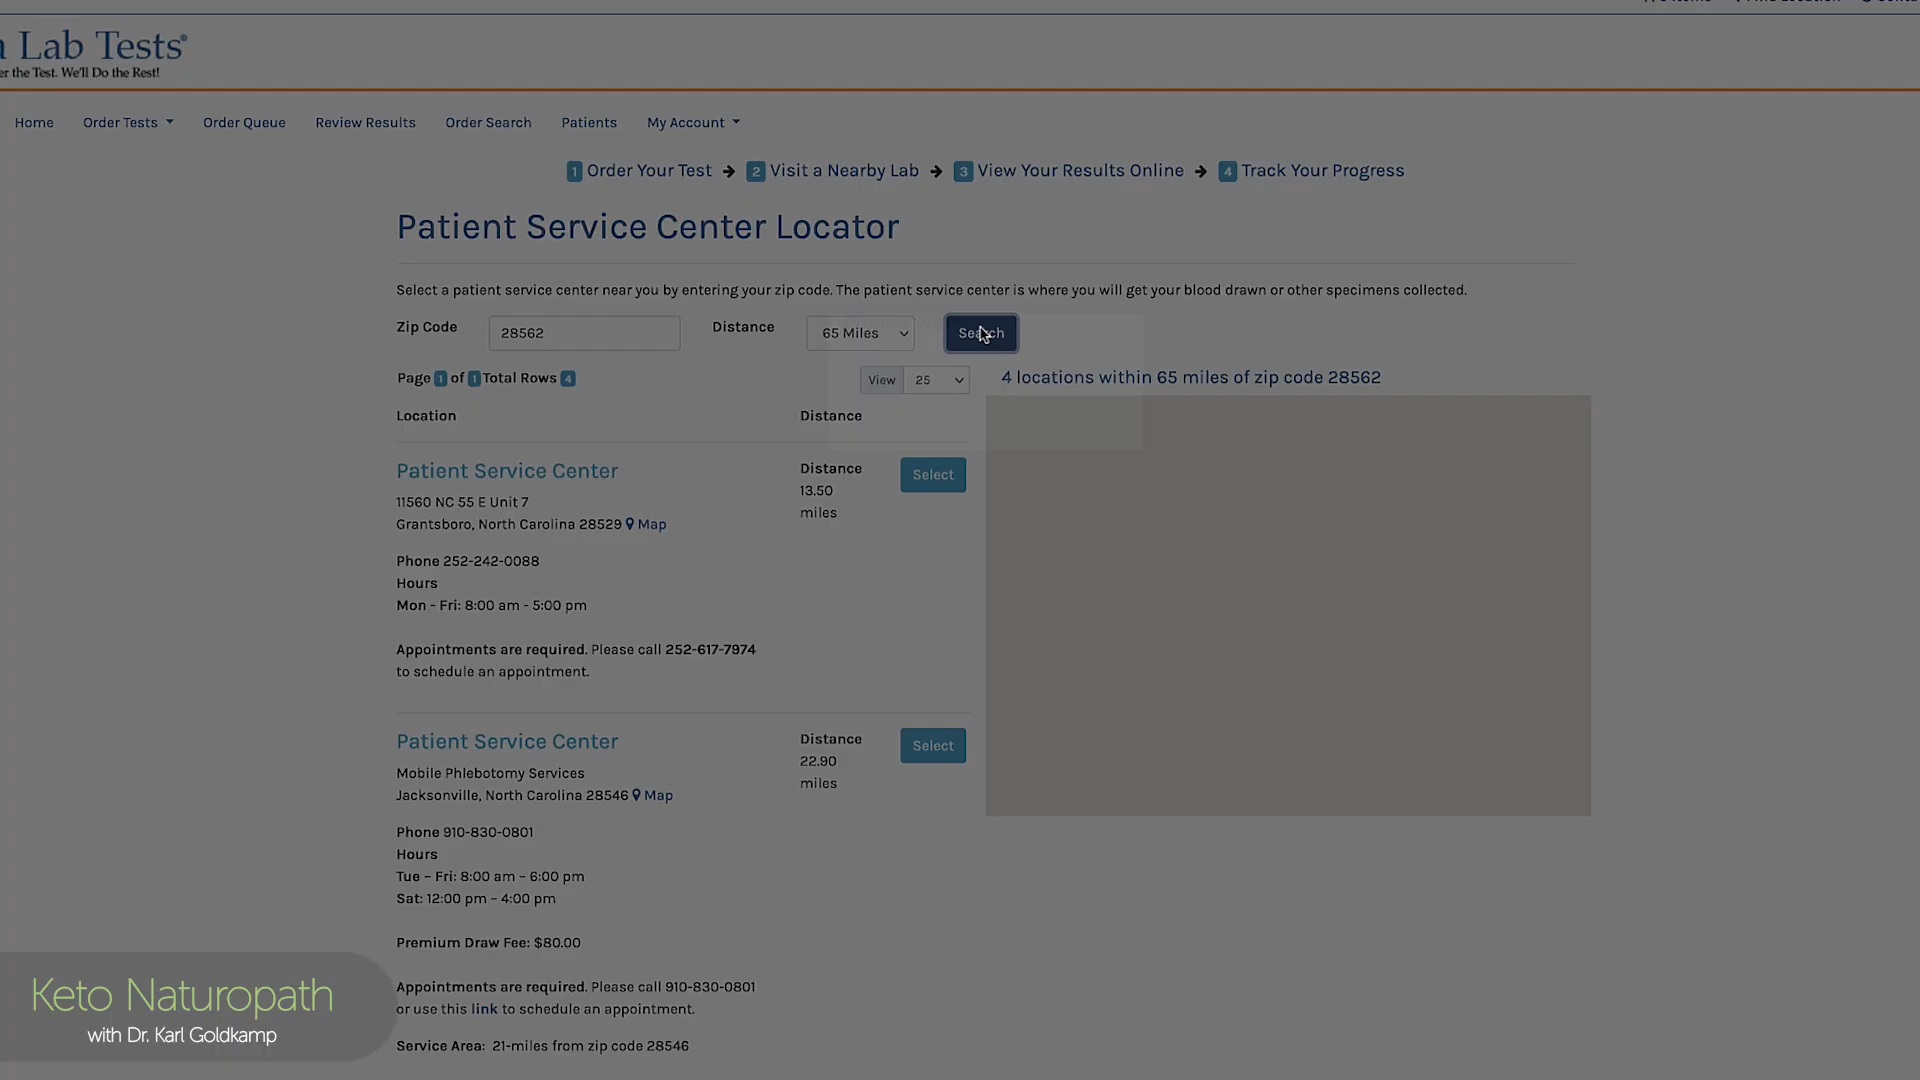 Lab Tests®
er the Test. We'll Do the Rest!
Home Order Tests Order Queue Review Results Order Search Patients My Account
1 Order Your Test 2 Visit a Nearby Lab 3 View Your Results Online 4 Track Your Progress
Patient Service Center Locator
Select a patient service center near you by entering your zip code. The patient service center is where you will get your blood drawn or other specimens collected.
Zip Code 28562 Distance 65 Miles Search
Page 1 of 1 Total Rows 4 View 25 4 locations within 65 miles of zip code 28562
Location Distance
Patient Service Center Distance Select
11560 NC 55 E Unit 7 13.50
Grantsboro, North Carolina 28529 Map miles
Phone 252-242-0088
Hours
Mon - Fri: 8:00 am - 5:00 pm
Appointments are required. Please call 252-617-7974
to schedule an appointment.
Patient Service Center Distance Select
Mobile Phlebotomy Services 22.90
Jacksonville, North Carolina 28546 Map miles
Phone 910-830-0801
Hours
Tue – Fri: 8:00 am – 6:00 pm
Sat: 12:00 pm – 4:00 pm
Premium Draw Fee: $80.00
Appointments are required. Please call 910-830-0801
or use this link to schedule an appointment.
Service Area: 21-miles from zip code 28546
Keto Naturopath
with Dr. Karl Goldkamp